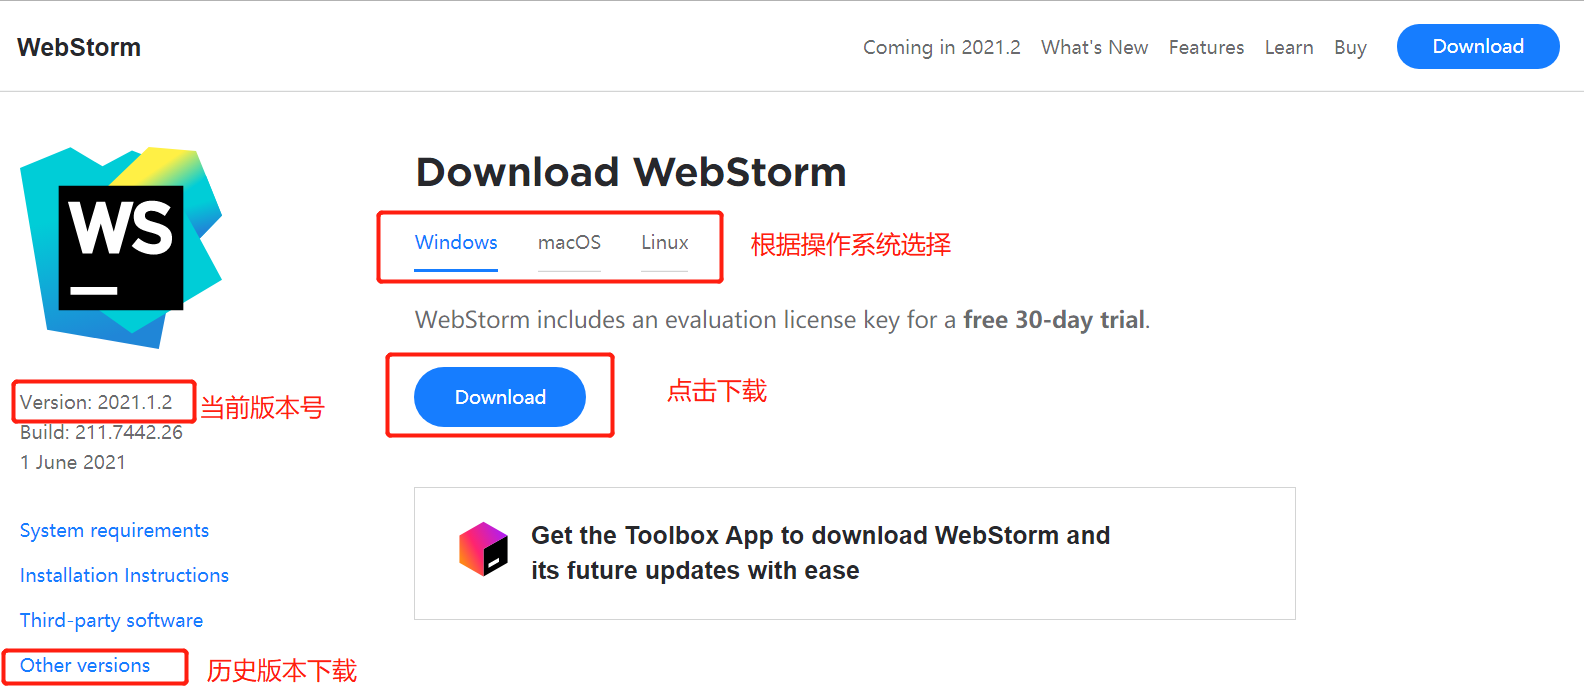 WebStorm
Coming in 2021.2 What's New Features Learn Buy Download
WS
Download WebStorm
Windows macOS Linux
根据操作系统选择
WebStorm includes an evaluation license key for a free 30-day trial.
Download
点击下载
Version: 2021.1.2
当前版本号
Build: 211.7442.26
1 June 2021
System requirements
Installation Instructions
Third-party software
Other versions
历史版本下载
Get the Toolbox App to download WebStorm and
its future updates with ease